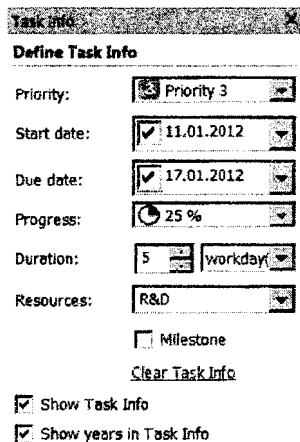 Task Info
Define Task Info
Priority: 3 Priority 3
Start date: 11.01.2012
Due date: 17.01.2012
Progress: 25 %
Duration: 5 workday(
Resources: R&D
Milestone
Clear Task Info
Show Task Info
Show years in Task Info